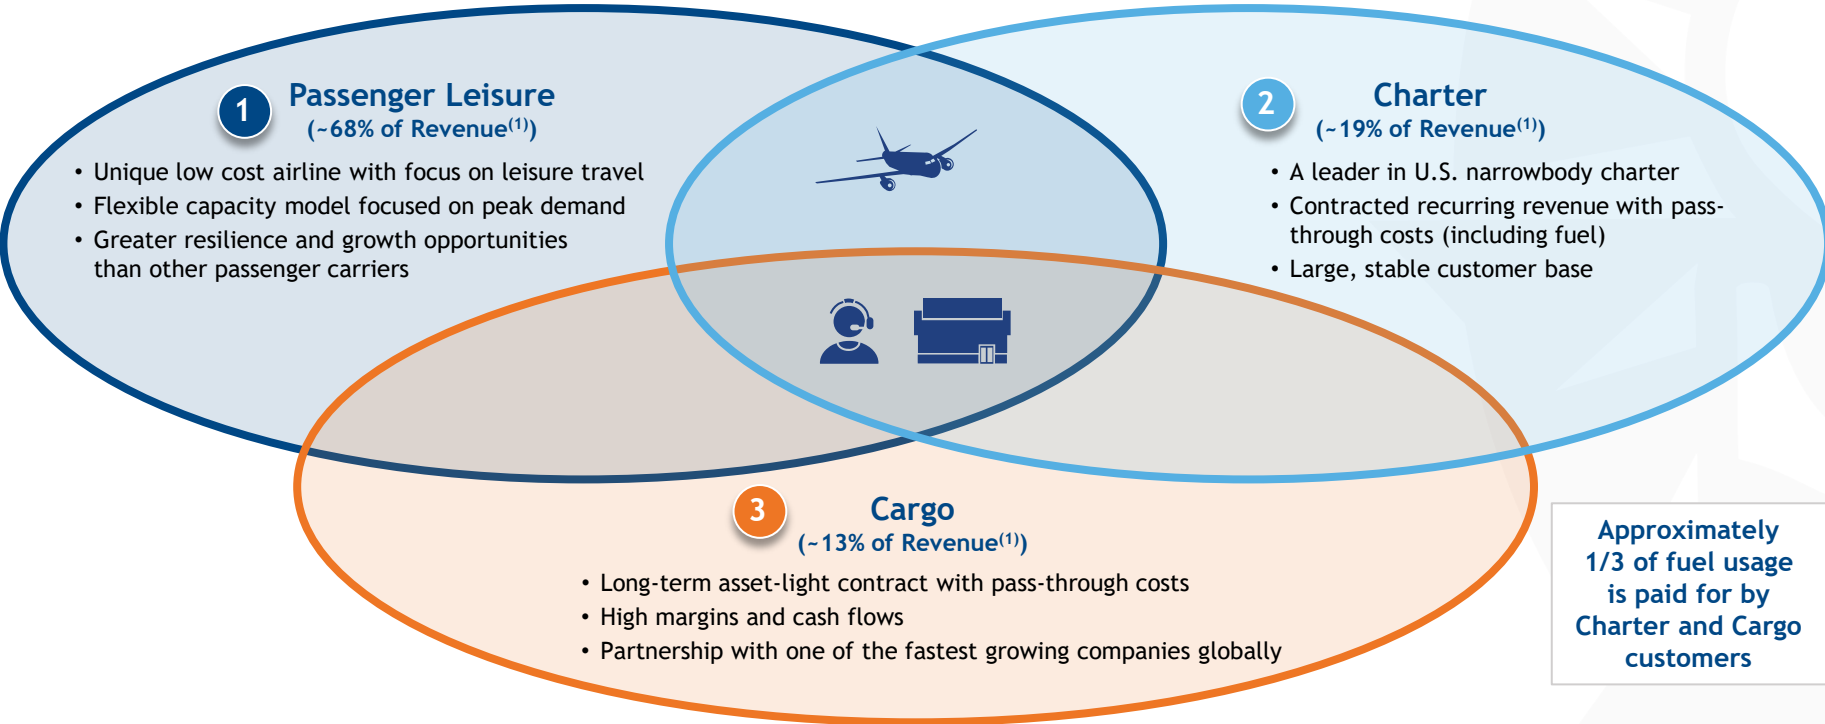 1
Passenger Leisure
(~68% of Revenue(1))
• Unique low cost airline with focus on leisure travel
• Flexible capacity model focused on peak demand
• Greater resilience and growth opportunities
than other passenger carriers
2
Charter
(~19% of Revenue(1))
• A leader in U.S. narrowbody charter
• Contracted recurring revenue with pass-
through costs (including fuel)
• Large, stable customer base
3
Cargo
(~13% of Revenue(1))
• Long-term asset-light contract with pass-through costs
• High margins and cash flows
• Partnership with one of the fastest growing companies globally
Approximately
1/3 of fuel usage
is paid for by
Charter and Cargo
customers